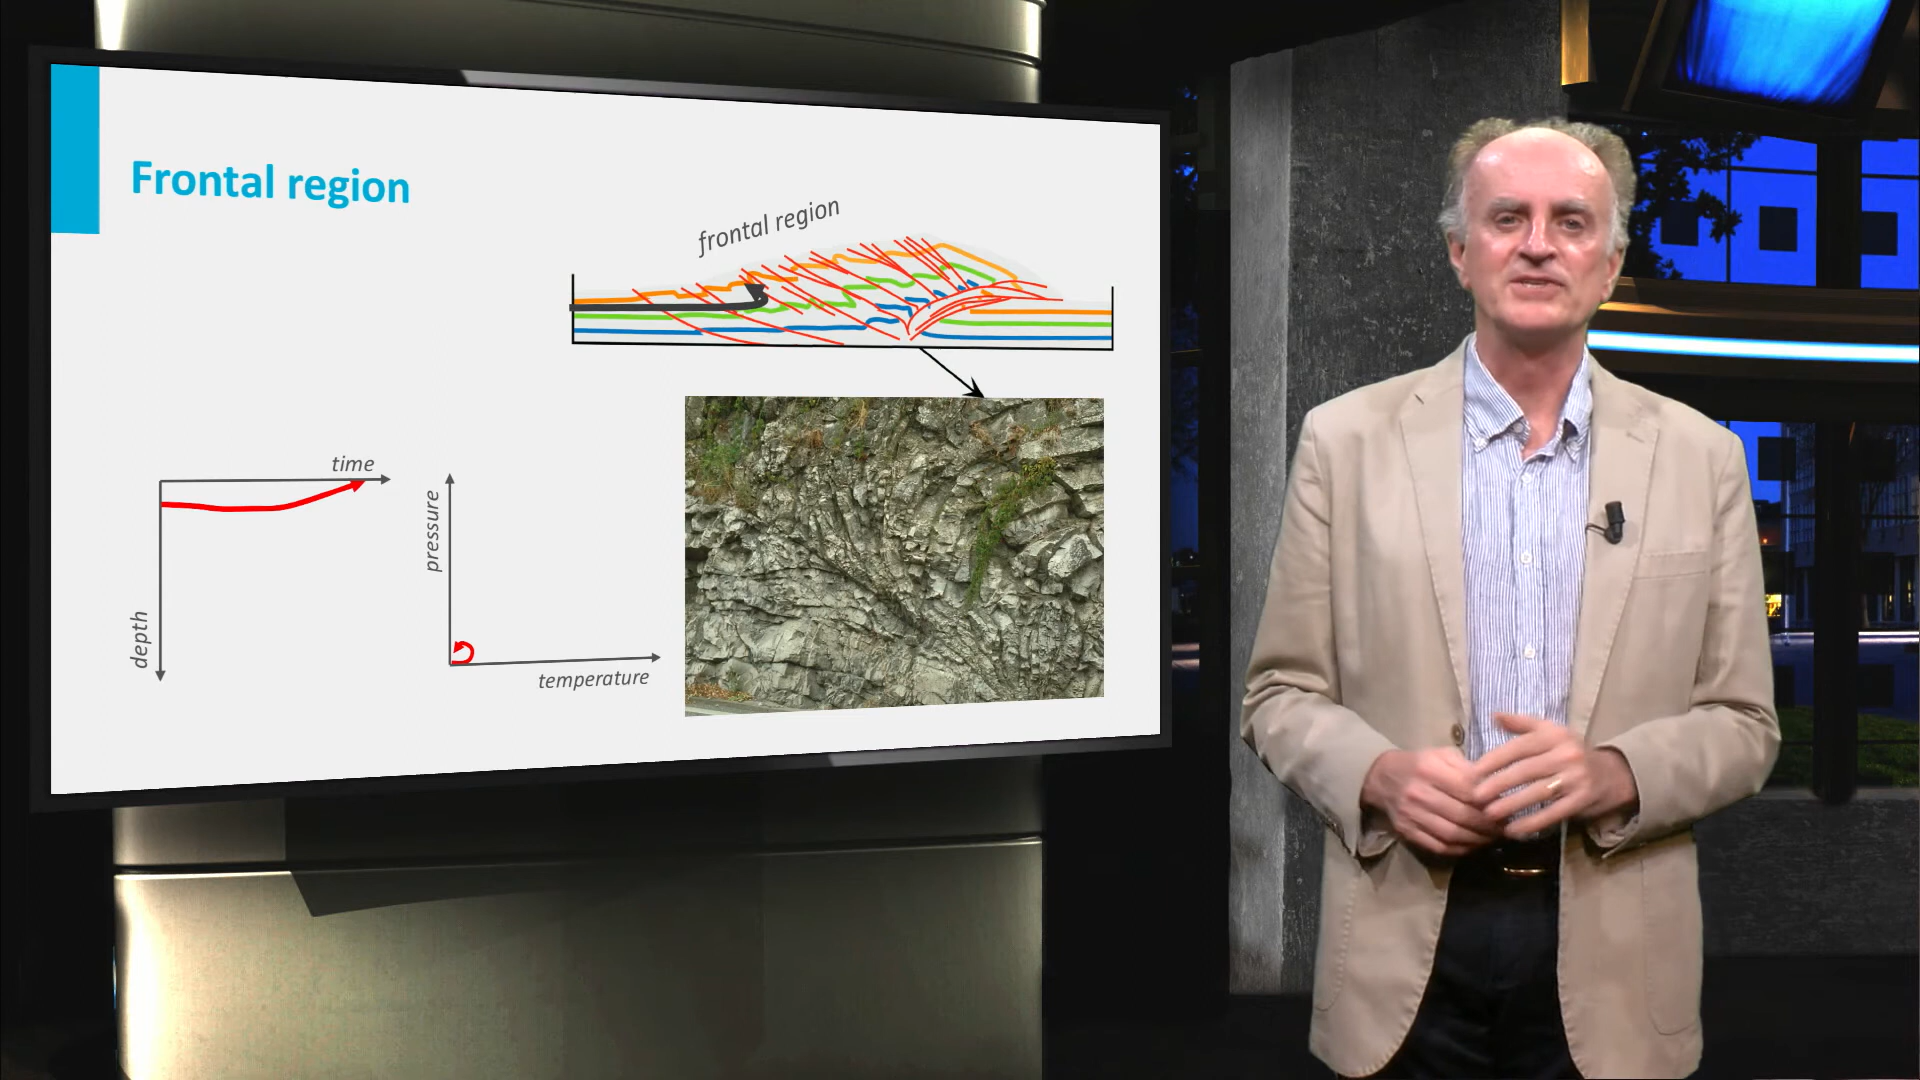 Frontal region
frontal region
time
depth
pressure
temperature